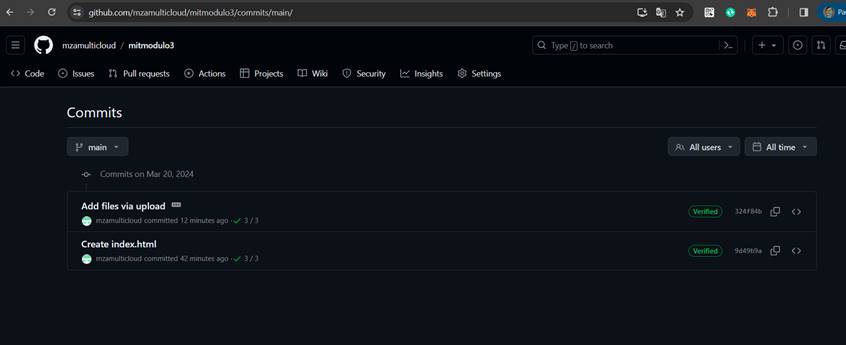 github.com/mzamulticloud/mitmodulo3/commits/main/
mzamulticloud / mitmodulo3
Type / to search
Code Issues Pull requests Actions Projects Wiki Security Insights Settings
Commits
main All users All time
Commits on Mar 20, 2024
Add files via upload
Verified 324f84b
mzamulticloud committed 12 minutes ago · 3 / 3
Create index.html
Verified 9d49b9a
mzamulticloud committed 42 minutes ago · 3 / 3